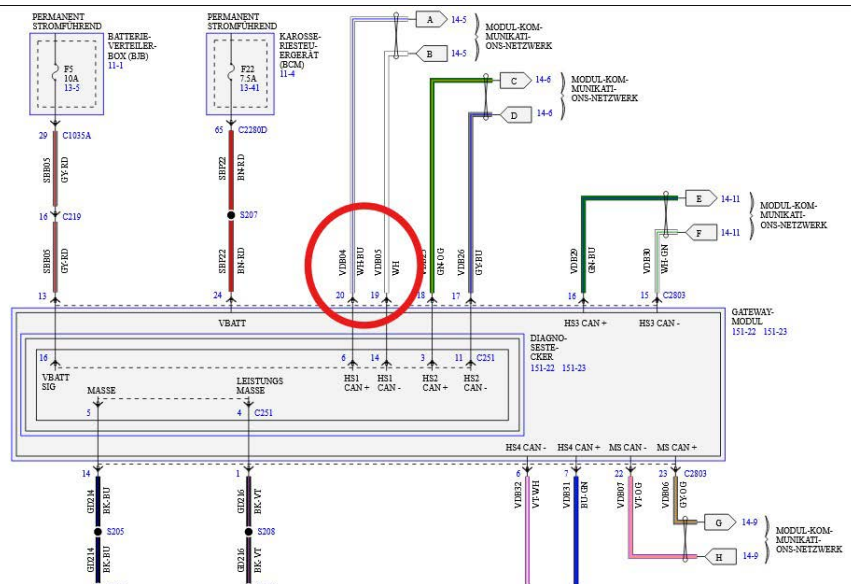 PERMANENT
STROMFÜHREND
BATTERIE-
VERTEILER-
BOX (BJB)
11-1
F5
10A
13-5
29
C1035A
SBB05
GY-RD
16
C219
SBB05
GY-RD
13
PERMANENT
STROMFÜHREND
KAROSSE-
RIESTEU-
ERGERÄT
(BCM)
11-4
F22
7.5A
13-41
65
C2280D
SBP22
BN-RD
S207
SBP22
BN-RD
24
A
14-5
B
14-5
MODUL-KOM-
MUNIKATI-
ONS-NETZWERK
C
14-6
D
14-6
MODUL-KOM-
MUNIKATI-
ONS-NETZWERK
E
14-11
F
14-11
MODUL-KOM-
MUNIKATI-
ONS-NETZWERK
VDB04
WH-BU
20
VDB05
WH
19
GN-OG
18
VDB26
GY-BU
17
VDB29
GN-BU
16
VDB30
WH-GN
15
C2803
VBATT
HS3 CAN +
HS3 CAN -
GATEWAY-
MODUL
151-22 151-23
DIAGNO-
SESTE-
CKER
151-22 151-23
16
6
14
3
11
C251
VBATT
SIG
HS1
CAN +
HS1
CAN -
HS2
CAN +
HS2
CAN -
MASSE
LEISTUNGS
MASSE
5
4
C251
HS4 CAN -
HS4 CAN +
MS CAN -
MS CAN +
14
1
6
7
22
23
C2803
GD214
BK-BU
S205
GD214
BK-BU
GD216
BK-VT
S208
GD216
BK-VT
VDB32
VT-WH
VDB31
BU-GN
VDB07
VT-OG
VDB06
GY-OG
G
14-9
H
14-9
MODUL-KOM-
MUNIKATI-
ONS-NETZWERK